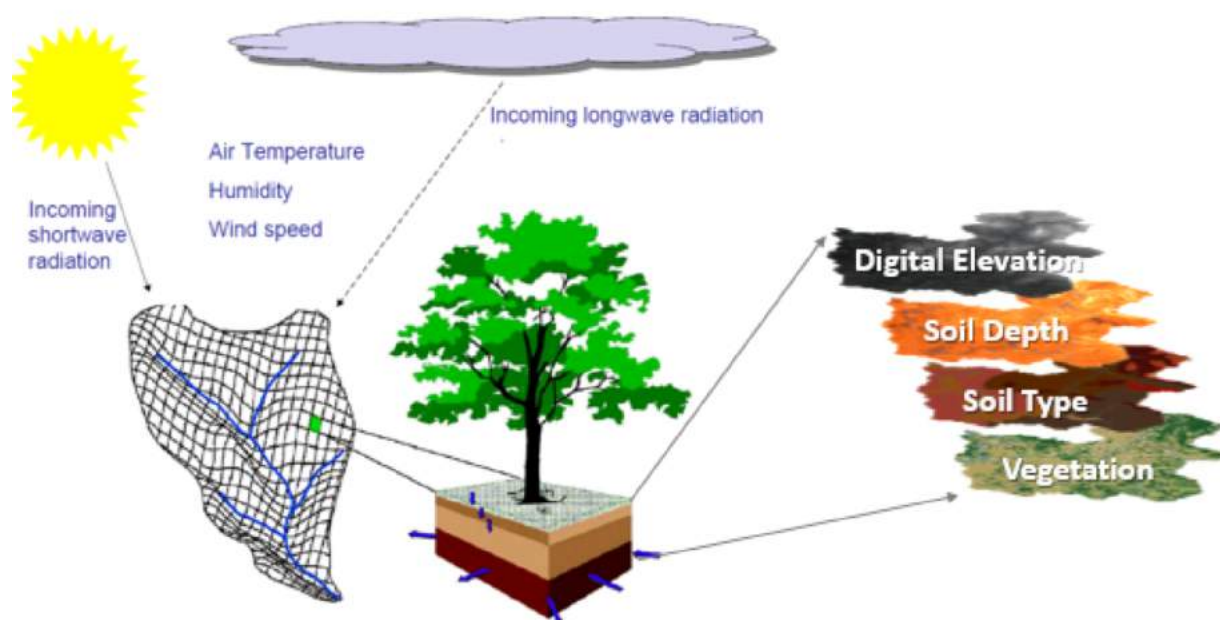 Incoming longwave radiation
Air Temperature
Humidity
Wind speed
Incoming
shortwave
radiation
Digital Elevation
Soil Depth
Soil Type
Vegetation